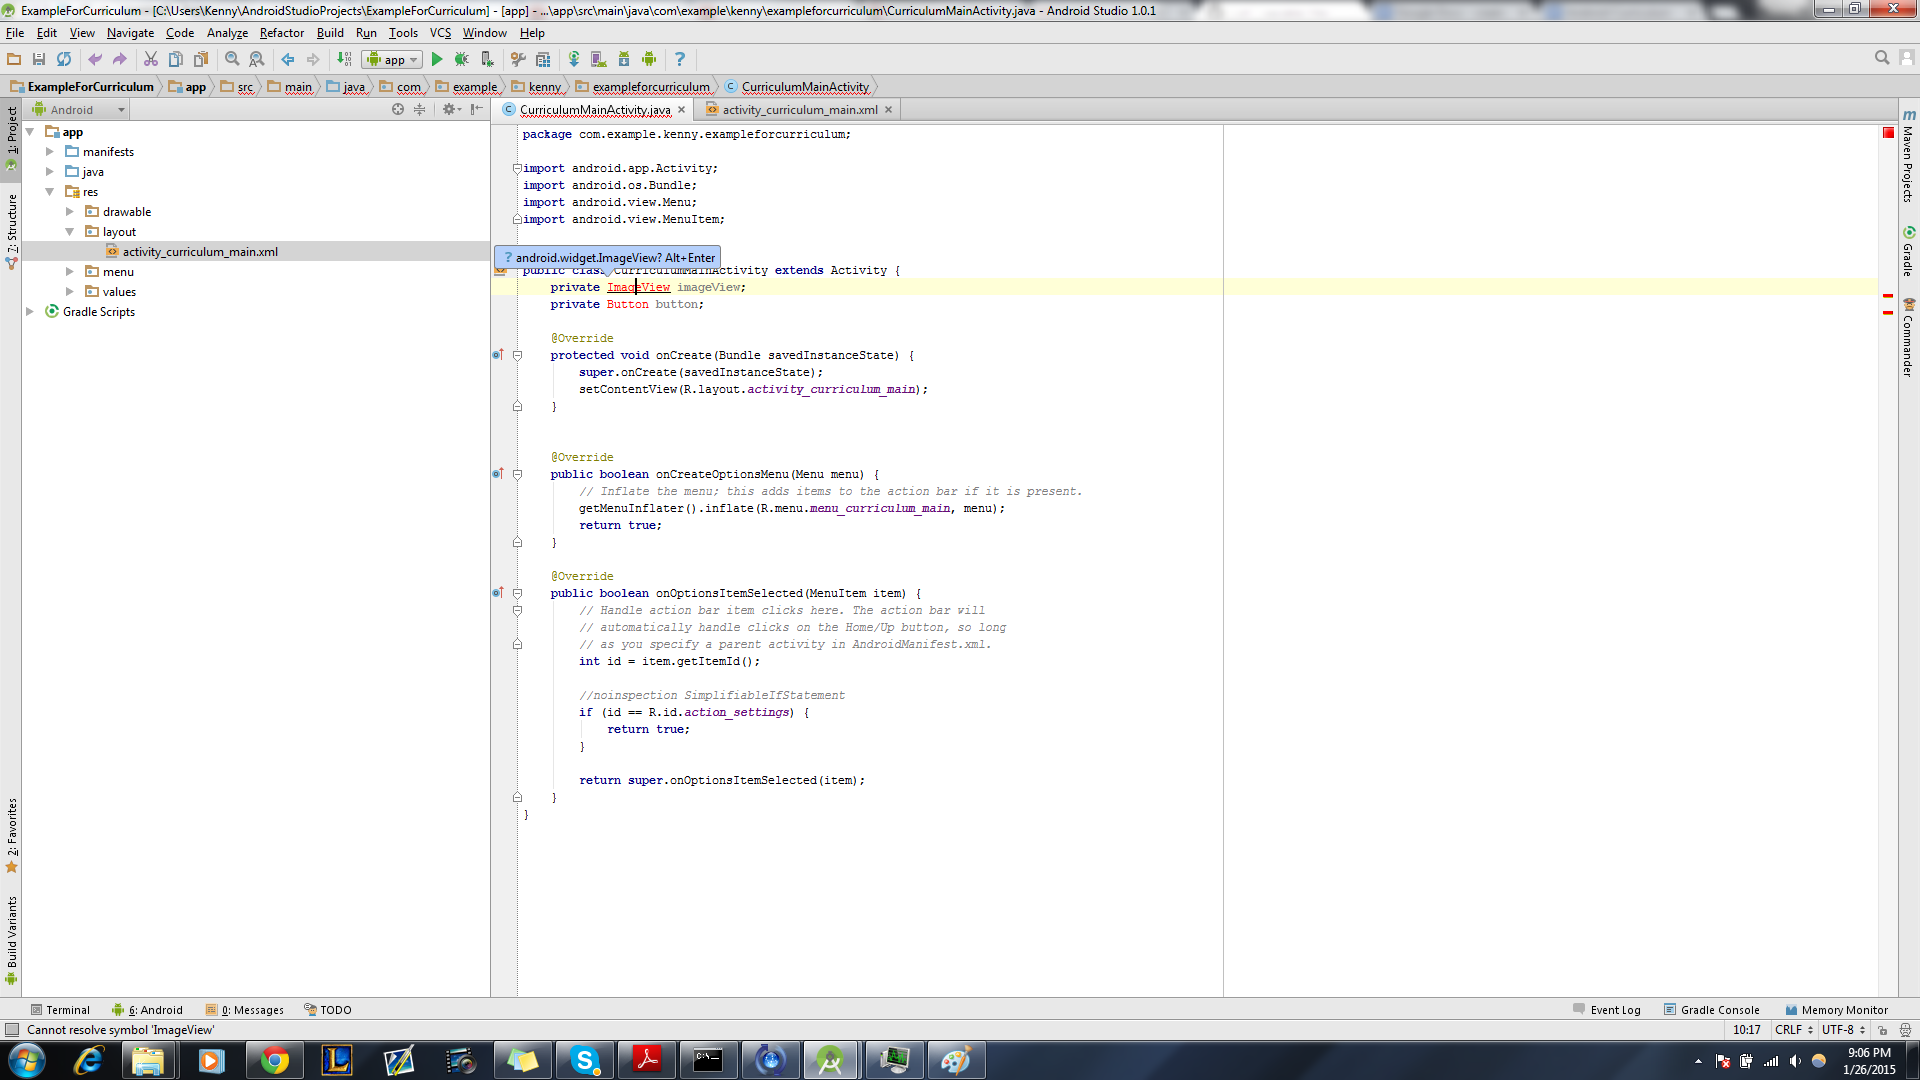 ExampleForCurriculum - [C:\Users\Kenny\AndroidStudioProjects\ExampleForCurriculum] - [app] - ...\app\src\main\java\com\example\kenny\exampleforcurriculum\CurriculumMainActivity.java - Android Studio 1.0.1
File Edit View Navigate Code Analyze Refactor Build Run Tools VCS Window Help
app
ExampleForCurriculum app src main java com example kenny exampleforcurriculum CurriculumMainActivity
Android
CurriculumMainActivity.java activity_curriculum_main.xml
1: Project
7: Structure
2: Favorites
Build Variants
app
manifests
java
res
drawable
layout
activity_curriculum_main.xml
menu
values
Gradle Scripts
package com.example.kenny.exampleforcurriculum;
import android.app.Activity;
import android.os.Bundle;
import android.view.Menu;
import android.view.MenuItem;
? android.widget.ImageView? Alt+Enter
public class CurriculumMainActivity extends Activity {
private ImageView imageView;
private Button button;
@Override
protected void onCreate(Bundle savedInstanceState) {
super.onCreate(savedInstanceState);
setContentView(R.layout.activity_curriculum_main);
}
@Override
public boolean onCreateOptionsMenu(Menu menu) {
// Inflate the menu; this adds items to the action bar if it is present.
getMenuInflater().inflate(R.menu.menu_curriculum_main, menu);
return true;
}
@Override
public boolean onOptionsItemSelected(MenuItem item) {
// Handle action bar item clicks here. The action bar will
// automatically handle clicks on the Home/Up button, so long
// as you specify a parent activity in AndroidManifest.xml.
int id = item.getItemId();
//noinspection SimplifiableIfStatement
if (id == R.id.action_settings) {
return true;
}
return super.onOptionsItemSelected(item);
}
}
Maven Projects
Gradle
Commander
Terminal 6: Android 0: Messages TODO
Event Log Gradle Console Memory Monitor
Cannot resolve symbol 'ImageView'
10:17 CRLF UTF-8
9:06 PM
1/26/2015